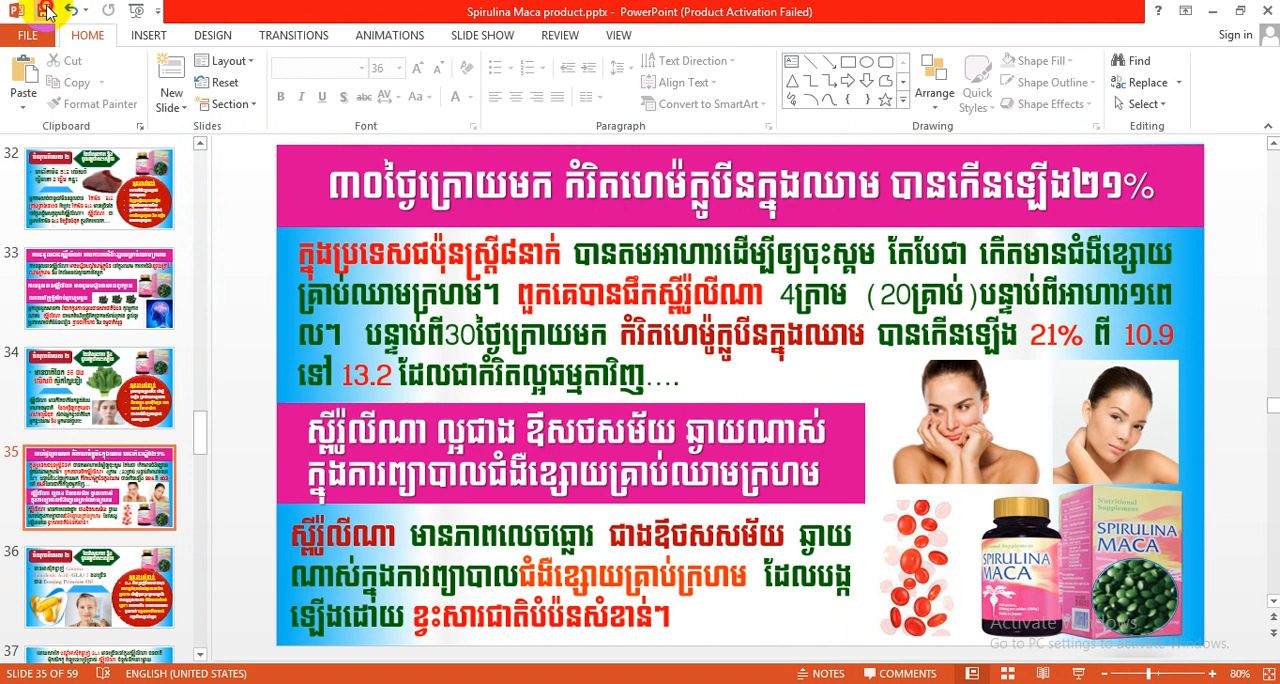 Spirulina Maca product.pptx - PowerPoint (Product Activation Failed)
FILE HOME INSERT DESIGN TRANSITIONS ANIMATIONS SLIDE SHOW REVIEW VIEW Sign in
Cut
Copy
Format Painter
Paste
Clipboard
New Slide
Layout
Reset
Section
Slides
36
Font
Text Direction
Align Text
Convert to SmartArt
Paragraph
Arrange
Quick Styles
Shape Fill
Shape Outline
Shape Effects
Drawing
Find
Replace
Select
Editing
32
33
34
35
36
37
៣០ថ្ងៃក្រោយមក កំរិតហេម៉ូក្លូប៊ីនក្នុងឈាម បានកើនឡើង២១%
ក្នុងប្រទេសជប៉ុនស្ត្រី៨នាក់ បានតមអាហារដើម្បីឲ្យចុះស្គម តែបែជា កើតមានជំងឺខ្សោយ
គ្រាប់ឈាមក្រហម។ ពួកគេបានផឹកស្ពីរ៉ូលីណា 4ក្រាម (20គ្រាប់)បន្ទាប់ពីអាហារ១ពេ
ល។ បន្ទាប់ពី30ថ្ងៃក្រោយមក កំរិតហេម៉ូក្លូប៊ីនក្នុងឈាម បានកើនឡើង 21% ពី 10.9
ទៅ 13.2 ដែលជាកំរិតល្អធម្មតាវិញ....
ស្ពីរ៉ូលីណា ល្អជាង ឪសថសម័យ ឆ្ងាយណាស់
ក្នុងការព្យាបាលជំងឺខ្សោយគ្រាប់ឈាមក្រហម
ស្ពីរ៉ូលីណា មានភាពលេចធ្លោរ ជាងឪថសសម័យ ឆ្ងាយ
ណាស់ក្នុងការព្យាបាលជំងឺខ្សោយគ្រាប់ក្រហម ដែលបង្ក
ឡើងដោយ ខ្វះសារជាតិបំប៉នសំខាន់ៗ
SPIRULINA
MACA
Nutritional
Supplement
SPIRULINA
MACA
Activate Windows
Go to PC settings to activate Windows.
SLIDE 35 OF 59 ENGLISH (UNITED STATES) NOTES COMMENTS 80%